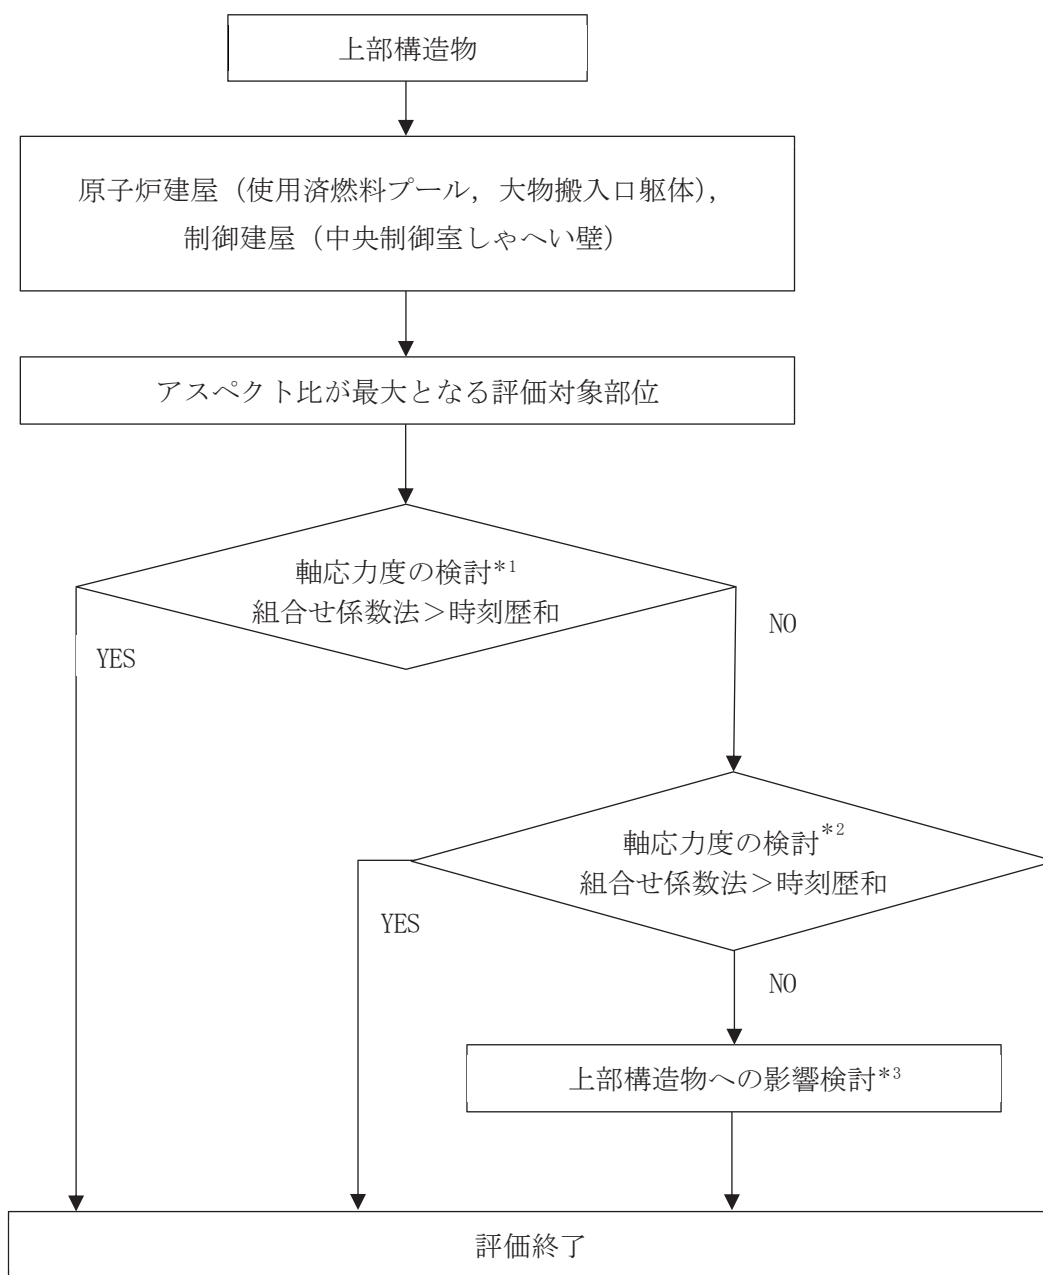 上部構造物
原子炉建屋（使用済燃料プール，大物搬入口躯体），
制御建屋（中央制御室しゃへい壁）
アスペクト比が最大となる評価対象部位
軸応力度の検討*1
組合せ係数法＞時刻歴和
YES
NO
軸応力度の検討*2
組合せ係数法＞時刻歴和
YES
NO
上部構造物への影響検討*3
評価終了